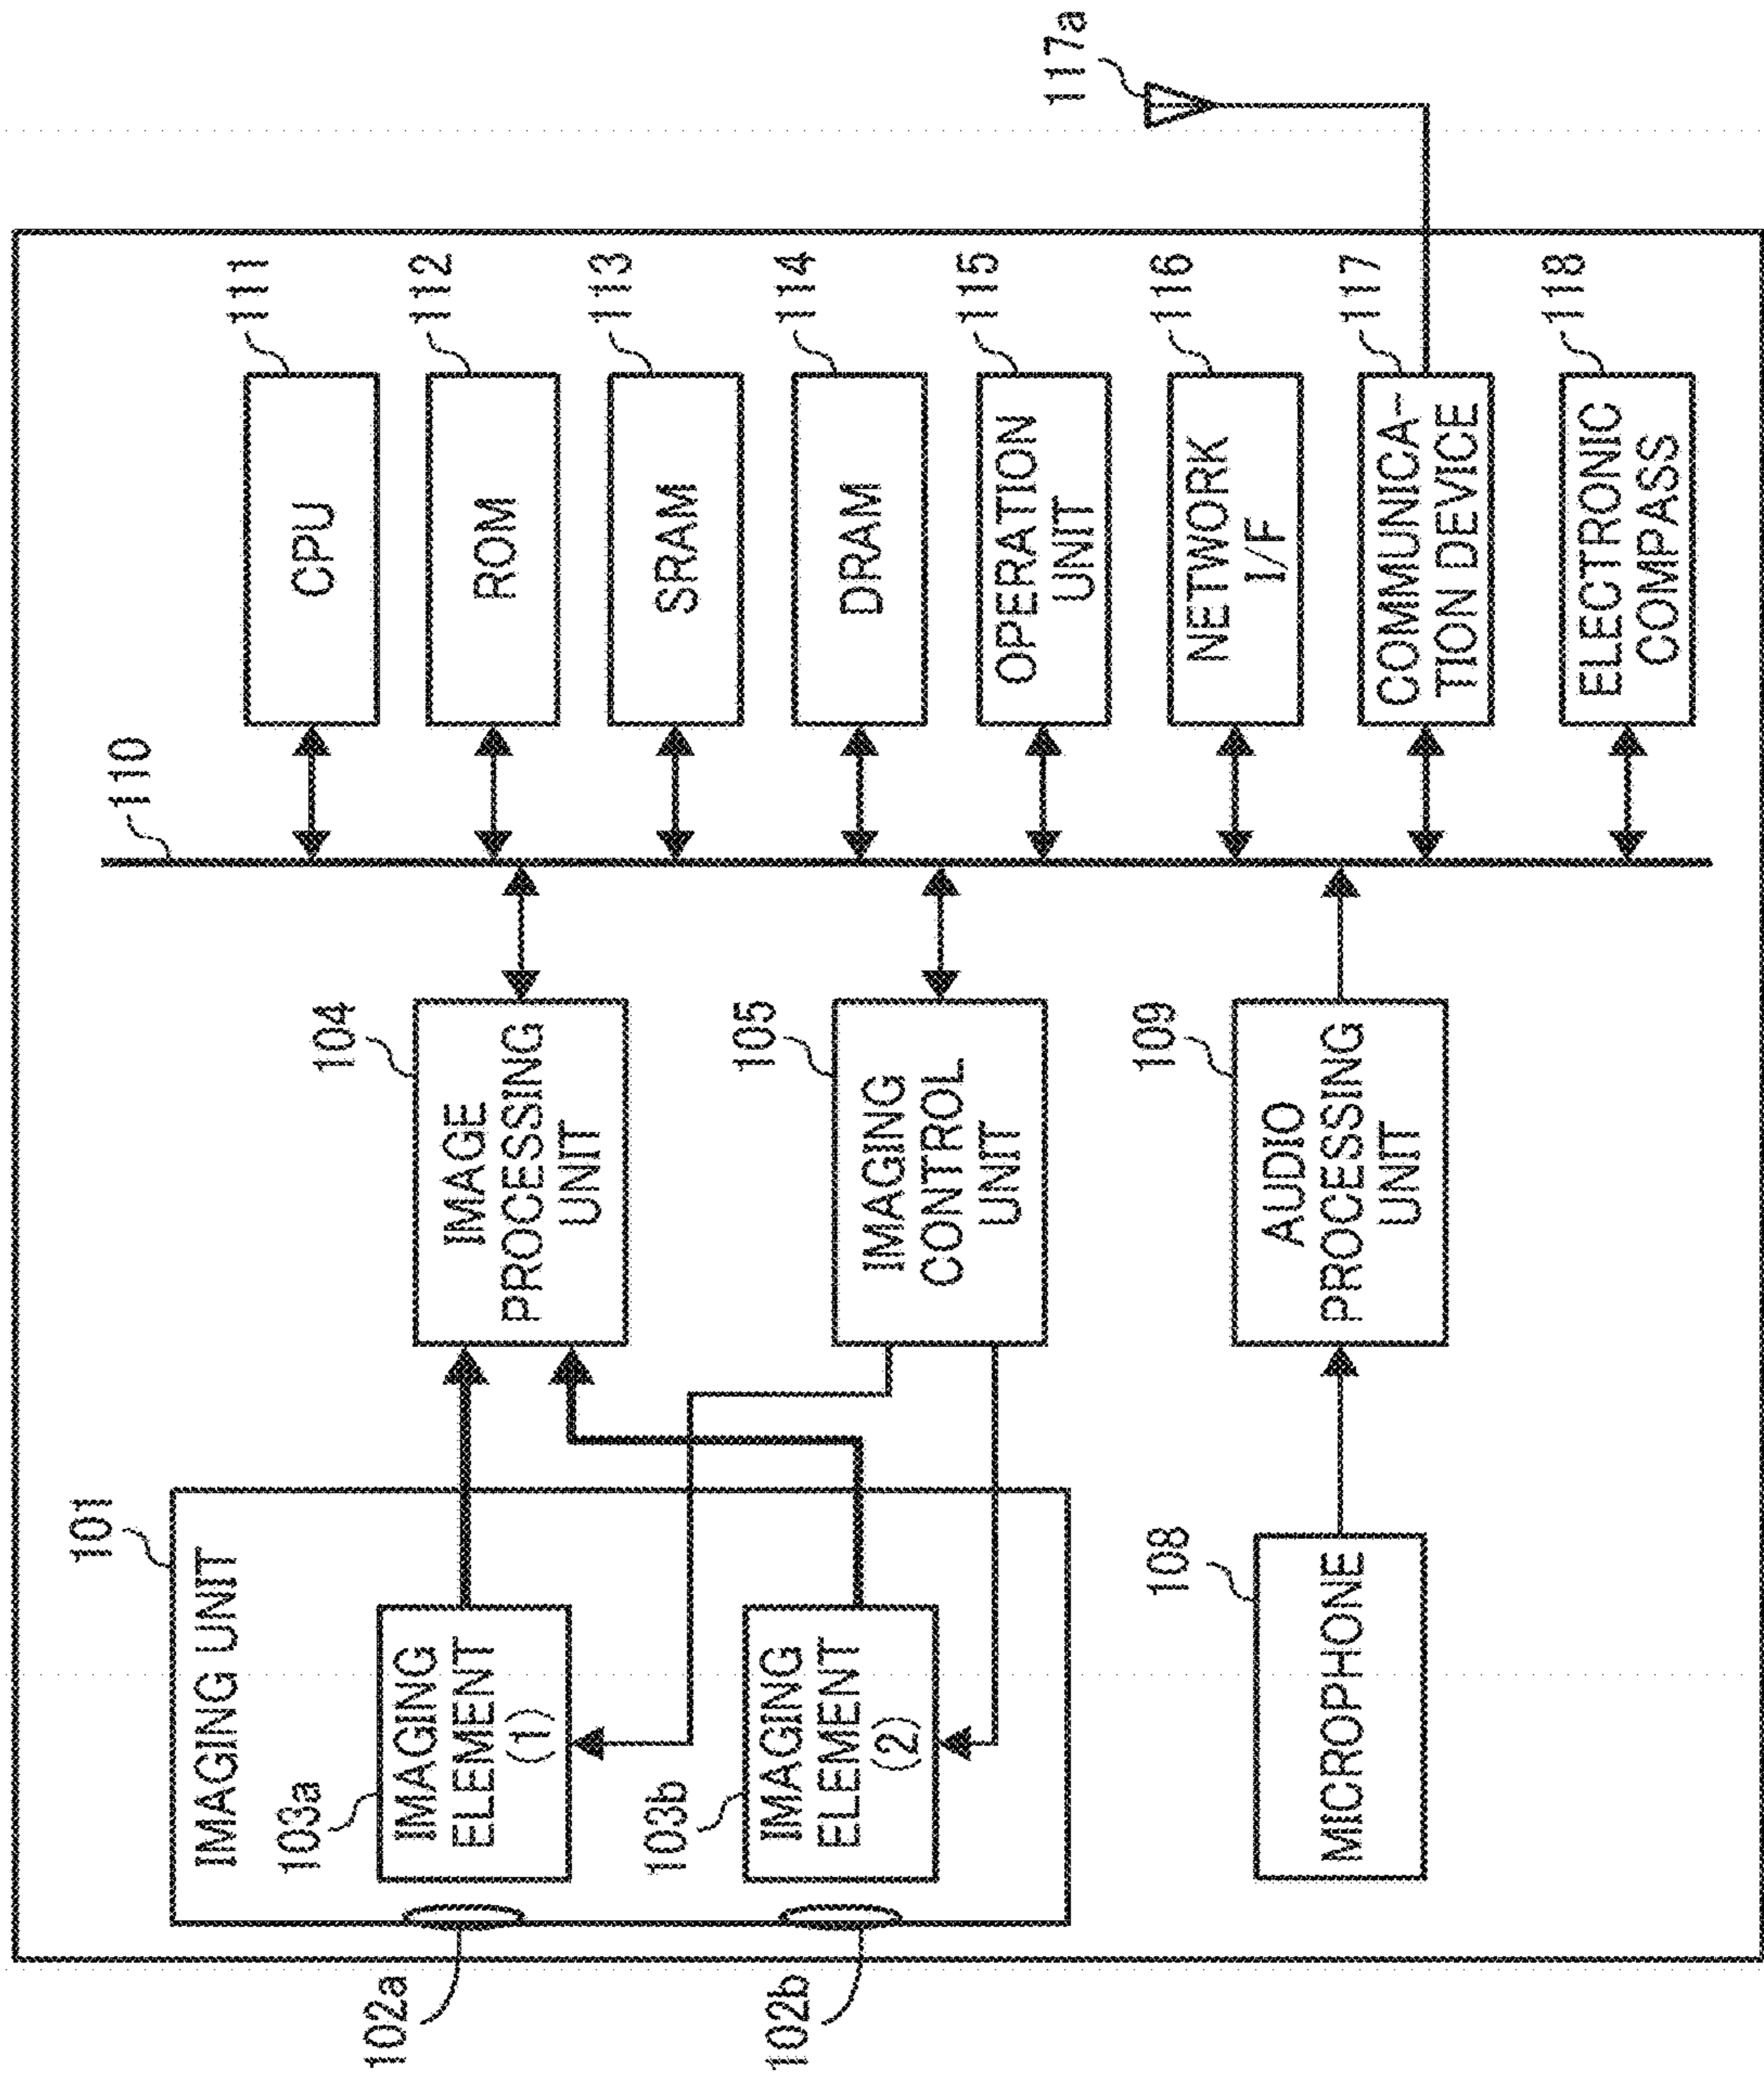 101
IMAGING UNIT
102a
103a
IMAGING
ELEMENT
(1)
102b
103b
IMAGING
ELEMENT
(2)
104
IMAGE
PROCESSING
UNIT
105
IMAGING
CONTROL
UNIT
108
MICROPHONE
109
AUDIO
PROCESSING
UNIT
110
111
CPU
112
ROM
113
SRAM
114
DRAM
115
OPERATION
UNIT
116
NETWORK
I/F
117
COMMUNICA-
TION DEVICE
117a
118
ELECTRONIC
COMPASS